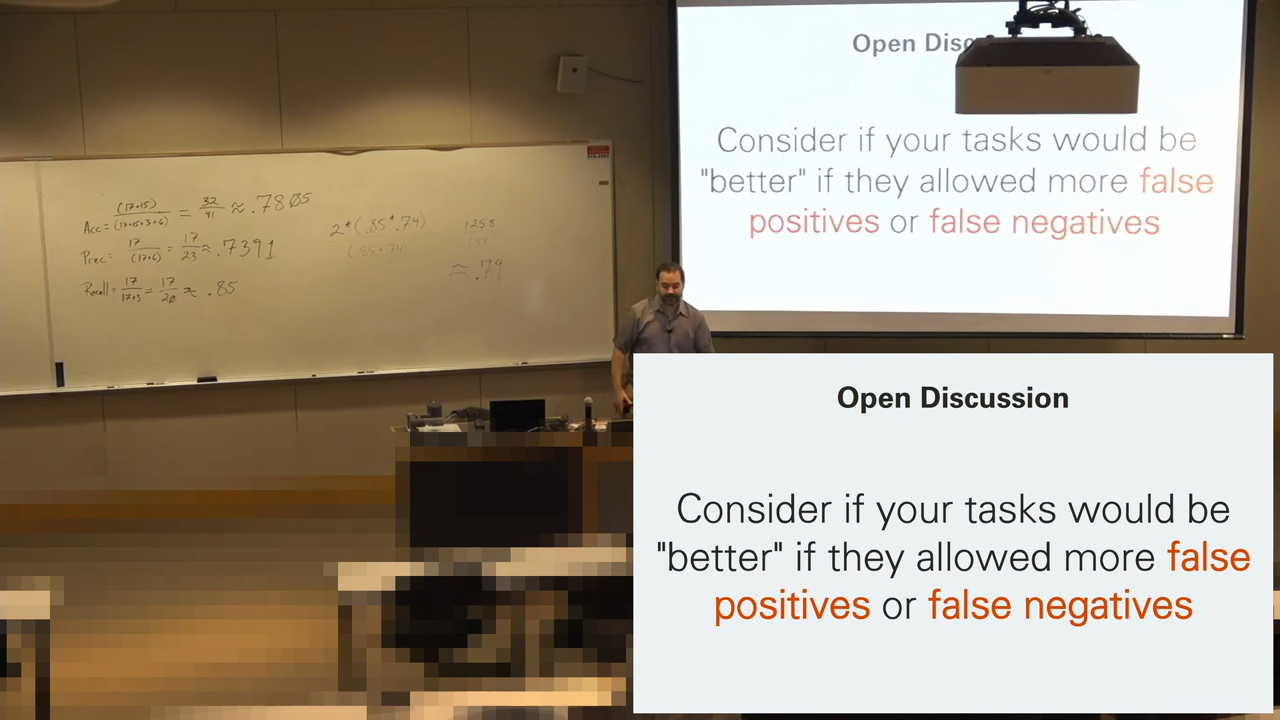 Acc = (17+15) / (17+15+3+6) = 32/41 ≈ .7805
Prec = 17 / (17+6) = 17/23 ≈ .7391
Recall = 17/17+3 = 17/20 ≈ .85
2*(.85*.74)
(.85+.74)
≈ .79
Open Disc
Consider if your tasks would be
"better" if they allowed more false
positives or false negatives
Open Discussion
Consider if your tasks would be
"better" if they allowed more false
positives or false negatives